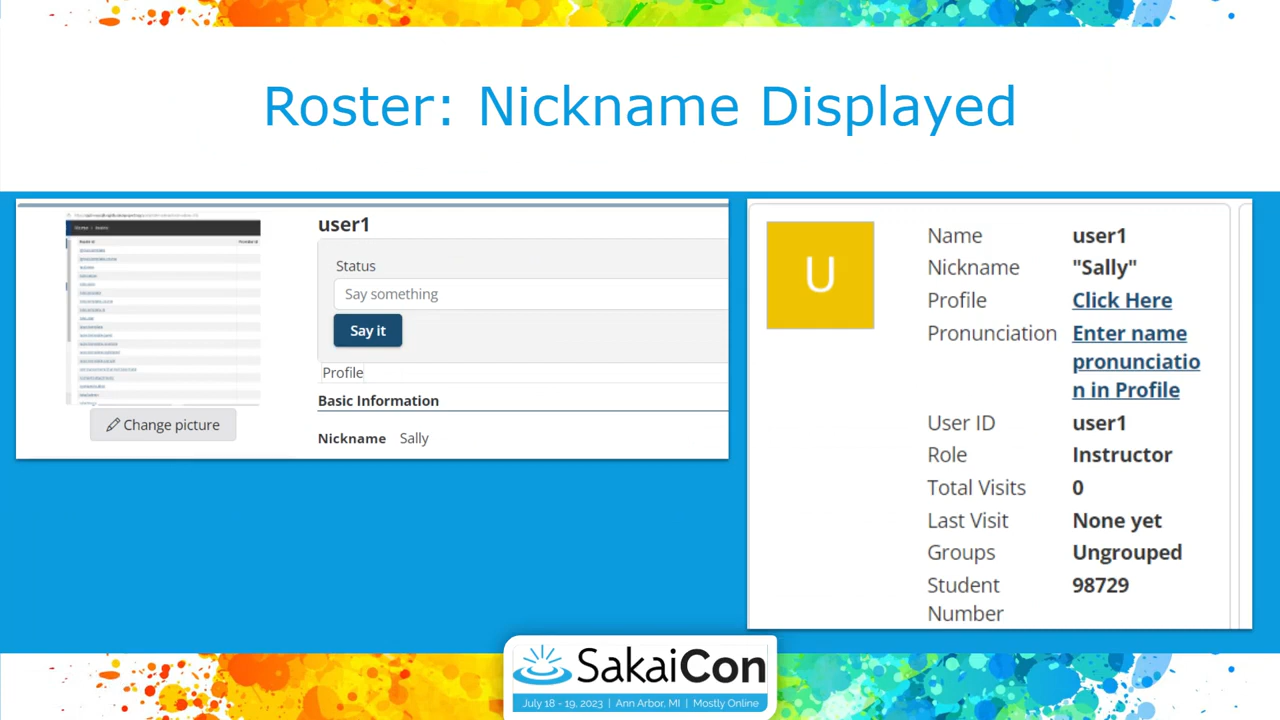 Roster: Nickname Displayed
user1
Status
Say something
Say it
Profile
Basic Information
Nickname Sally
Change picture
Name user1
Nickname "Sally"
Profile Click Here
Pronunciation Enter name
pronunciatio
n in Profile
User ID user1
Role Instructor
Total Visits 0
Last Visit None yet
Groups Ungrouped
Student 98729
Number
U
SakaiCon
July 18 - 19, 2023 | Ann Arbor, MI | Mostly Online